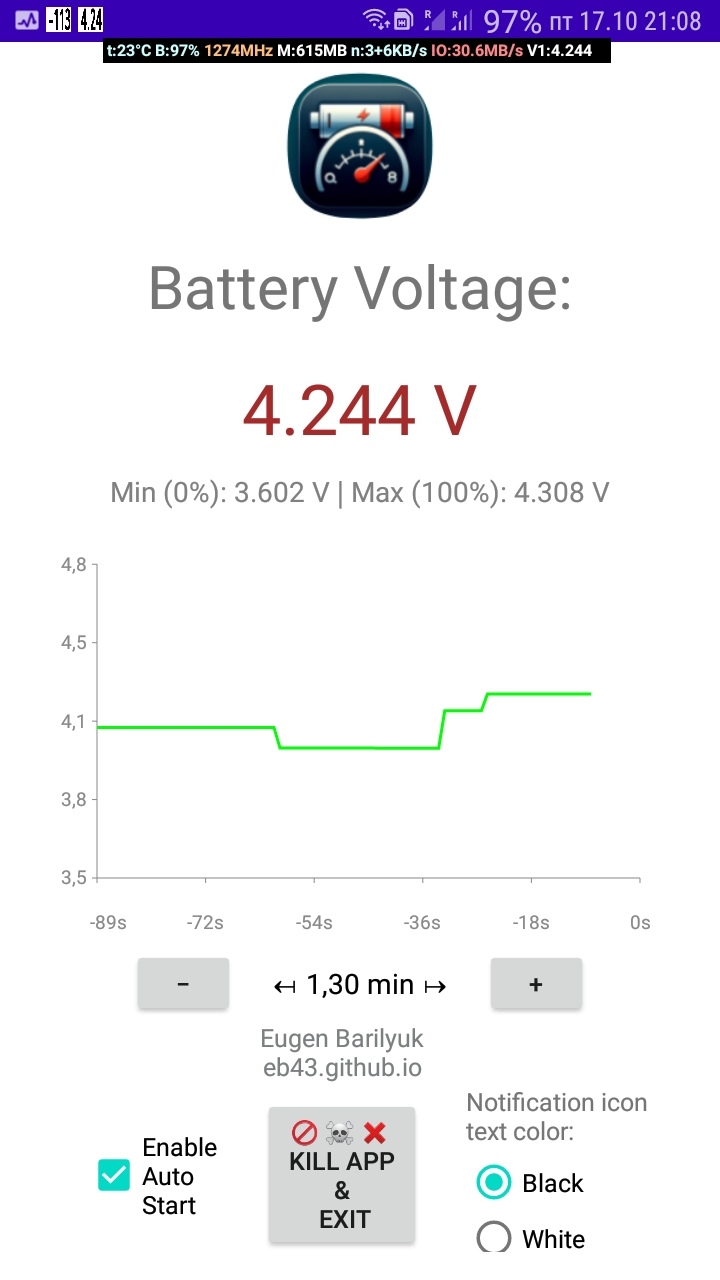 -113 4.24 R R 97% пт 17.10 21:08
t:23°C B:97% 1274MHz M:615MB n:3+6KB/s IO:30.6MB/s V1:4.244
Battery Voltage:
4.244 V
Min (0%): 3.602 V | Max (100%): 4.308 V
4,8
4,5
4,1
3,8
3,5
-89s -72s -54s -36s -18s 0s
− ↤ 1,30 min ↦ +
Eugen Barilyuk
eb43.github.io
Enable
Auto
Start
🚫 ☠ ❌
KILL APP
&
EXIT
Notification icon
text color:
Black
White